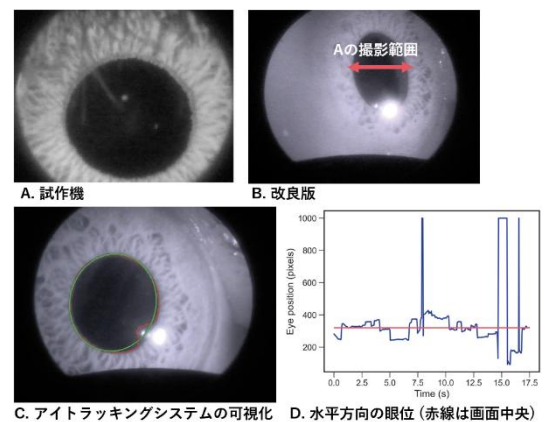 Aの撮影範囲
A. 試作機
B. 改良版
1000
800
600
400
200
Eye position (pixels)
0.0 2.5 5.0 7.5 10.0 12.5 15.0 17.5
Time (s)
C. アイトラッキングシステムの可視化
D. 水平方向の眼位 (赤線は画面中央)